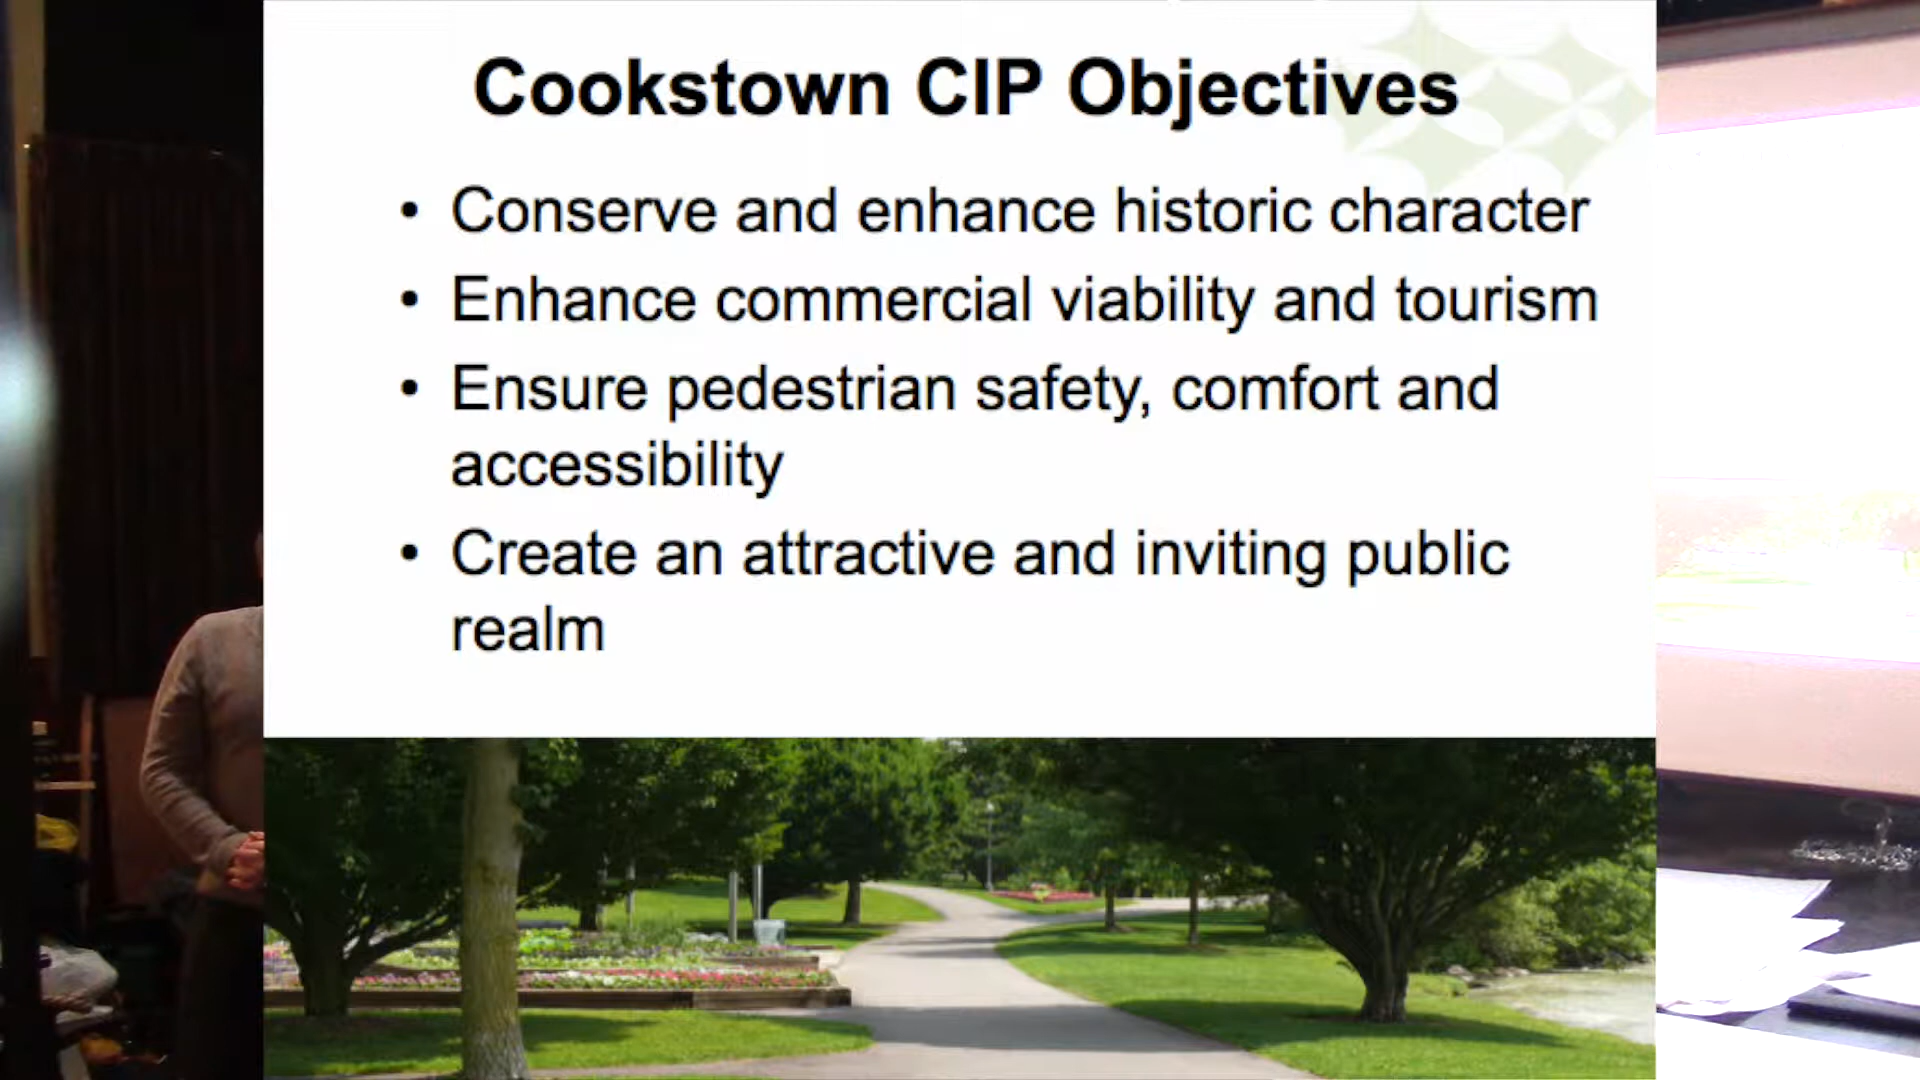 Cookstown CIP Objectives
• Conserve and enhance historic character
• Enhance commercial viability and tourism
• Ensure pedestrian safety, comfort and
accessibility
• Create an attractive and inviting public
realm